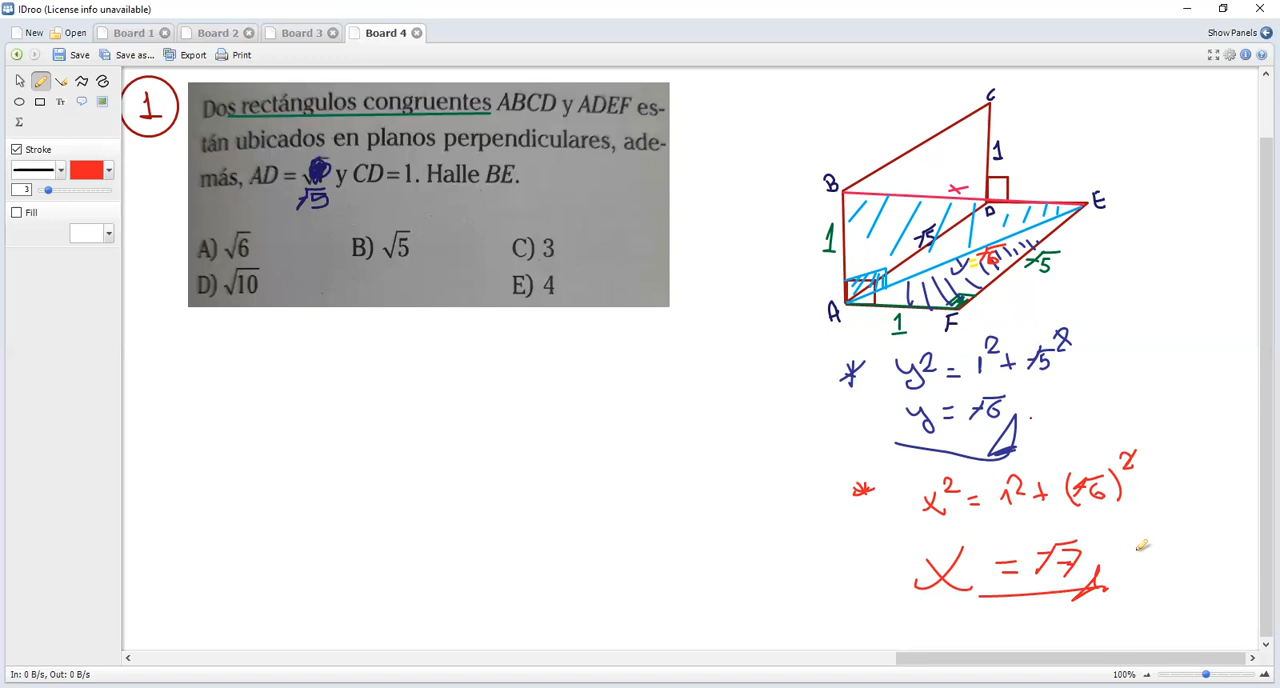 IDroo (License info unavailable)
New Open Board 1 Board 2 Board 3 Board 4 Show Panels
Save Save as... Export Print
Tr
Σ
Stroke
3
Fill
1
Dos rectángulos congruentes ABCD y ADEF es-
tán ubicados en planos perpendiculares, ade-
más, AD = √5 y CD=1. Halle BE.
A) √6 B) √5 C) 3
D) √10 E) 4
C
1
B x D E
1 √5 y = √6 √5
A 1 F
* y2 = 1² + √5²
y = √6
* x² = 1² + (√6)²
x = √7
In: 0 B/s, Out: 0 B/s 100%